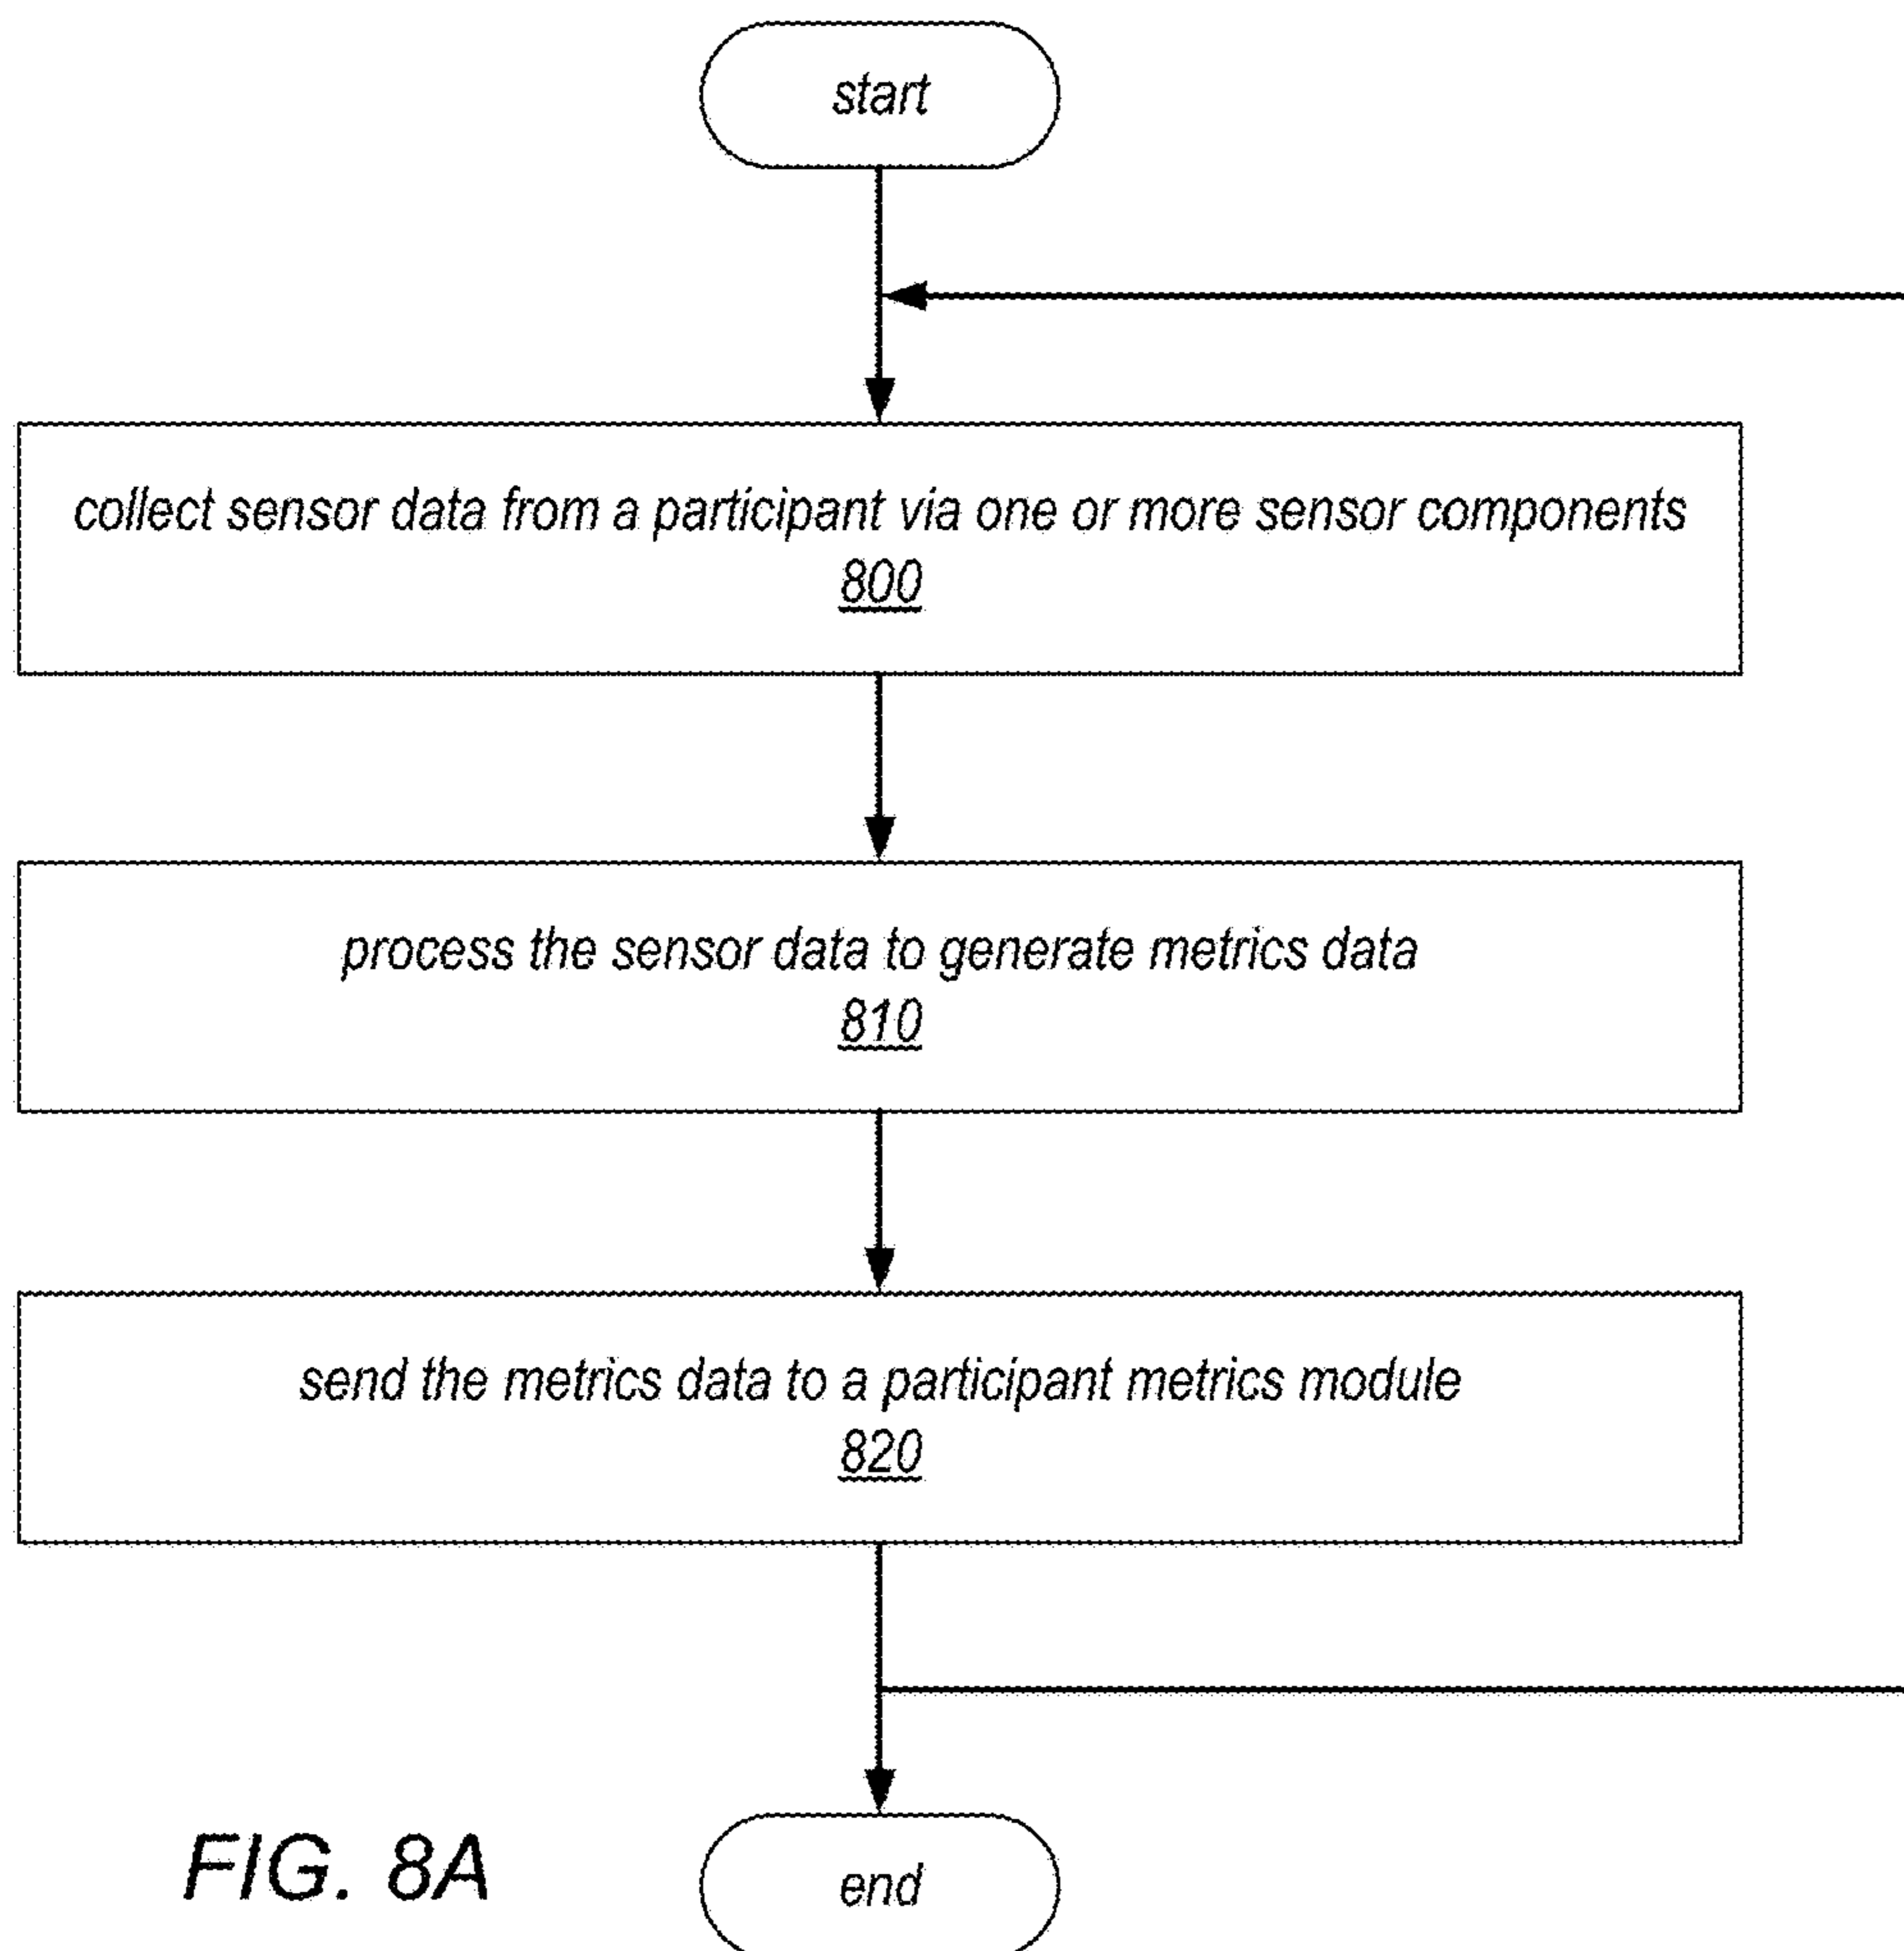 start
collect sensor data from a participant via one or more sensor components
800
process the sensor data to generate metrics data
810
send the metrics data to a participant metrics module
820
FIG. 8A
end